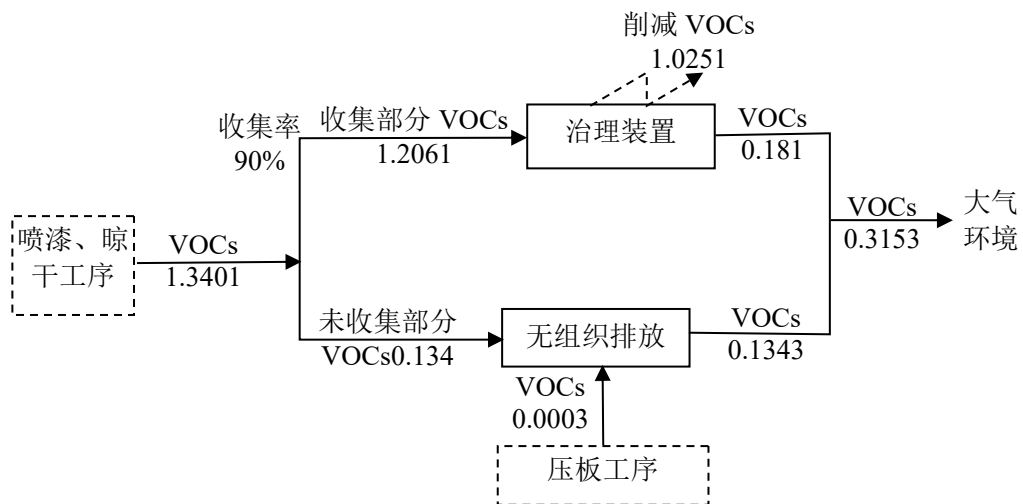 削减 VOCs
1.0251
收集率
90%
收集部分 VOCs
1.2061
治理装置
VOCs
0.181
喷漆、晾
干工序
VOCs
1.3401
VOCs
0.3153
大气
环境
未收集部分
VOCs0.134
无组织排放
VOCs
0.1343
VOCs
0.0003
压板工序